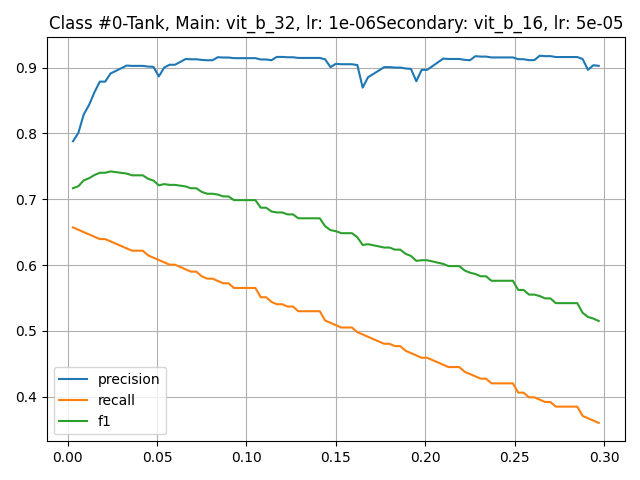 Class #0-Tank, Main: vit_b_32, lr: 1e-06Secondary: vit_b_16, lr: 5e-05
0.9
0.8
0.7
0.6
0.5
0.4
precision
recall
f1
0.00 0.05 0.10 0.15 0.20 0.25 0.30